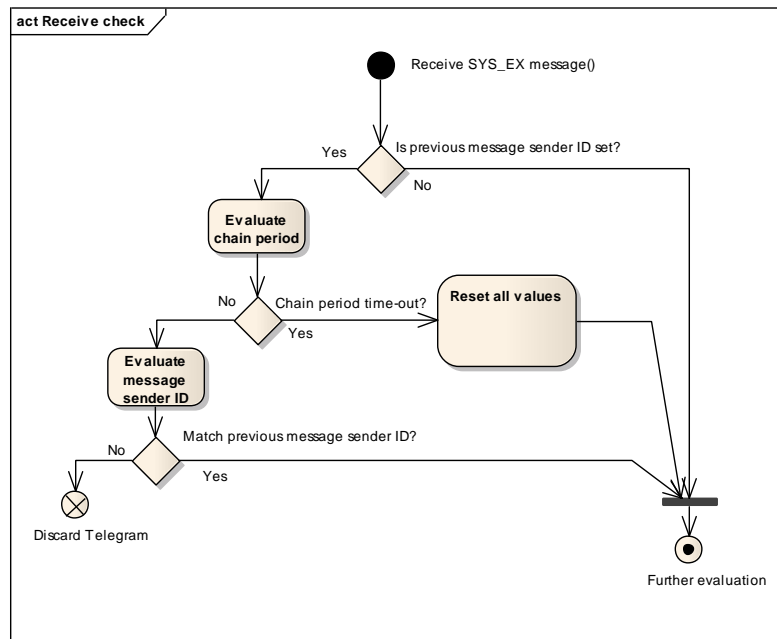 act Receive check
Receive SYS_EX message()
Is previous message sender ID set?
Yes
No
Evaluate
chain period
Chain period time-out?
No
Yes
Reset all values
Evaluate
message
sender ID
Match previous message sender ID?
No
Yes
Discard Telegram
Further evaluation